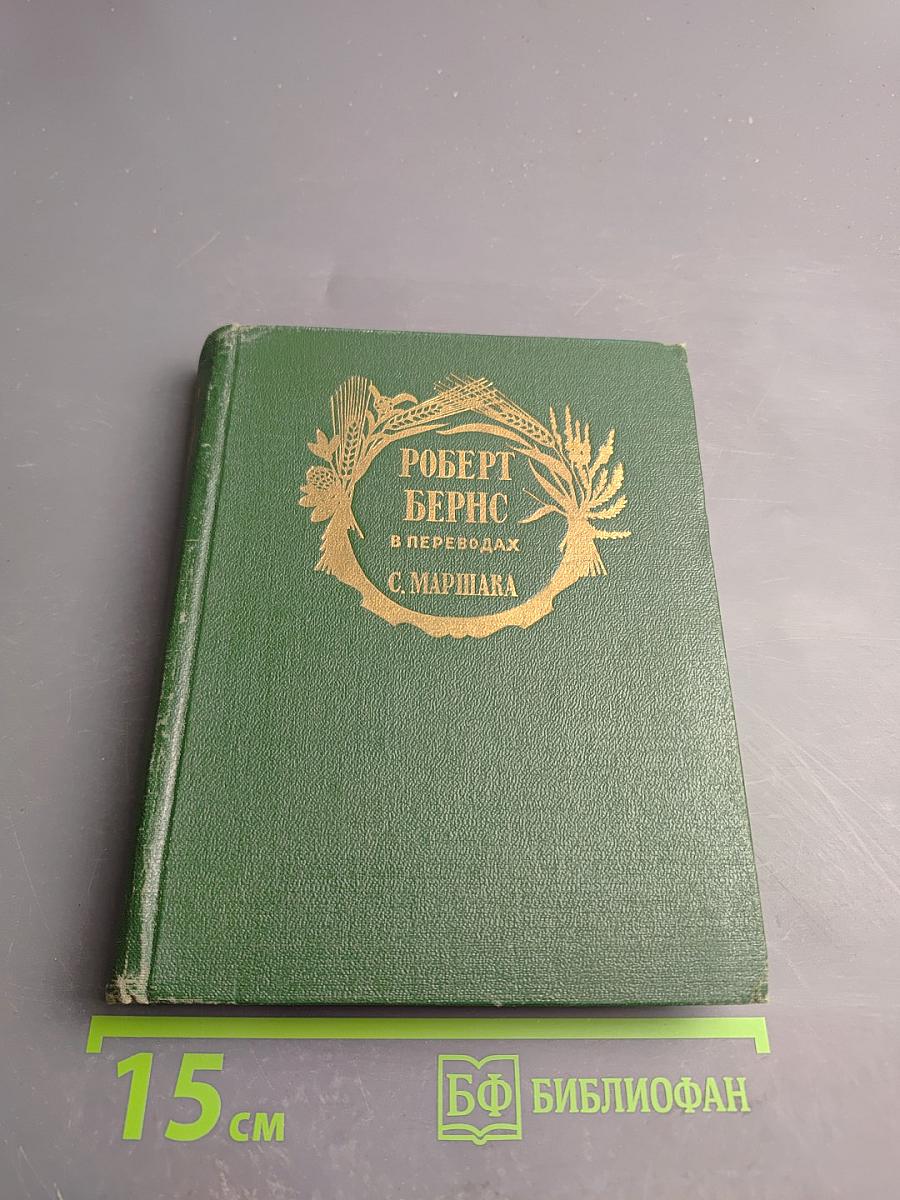 РОБЕРТ
БЕРНС
В ПЕРЕВОДАХ
С. МАРШАКА
15 см
БФ БИБЛИОФАН